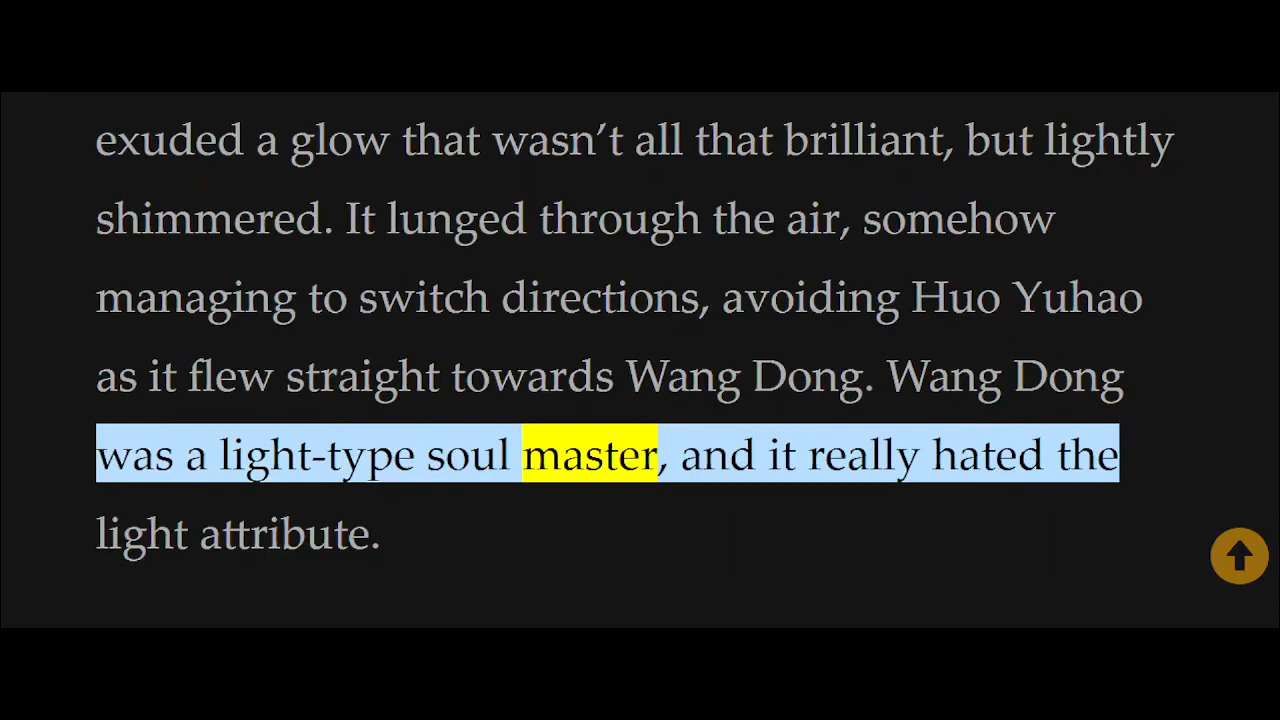 exuded a glow that wasn’t all that brilliant, but lightly
shimmered. It lunged through the air, somehow
managing to switch directions, avoiding Huo Yuhao
as it flew straight towards Wang Dong. Wang Dong
was a light-type soul master, and it really hated the
light attribute.